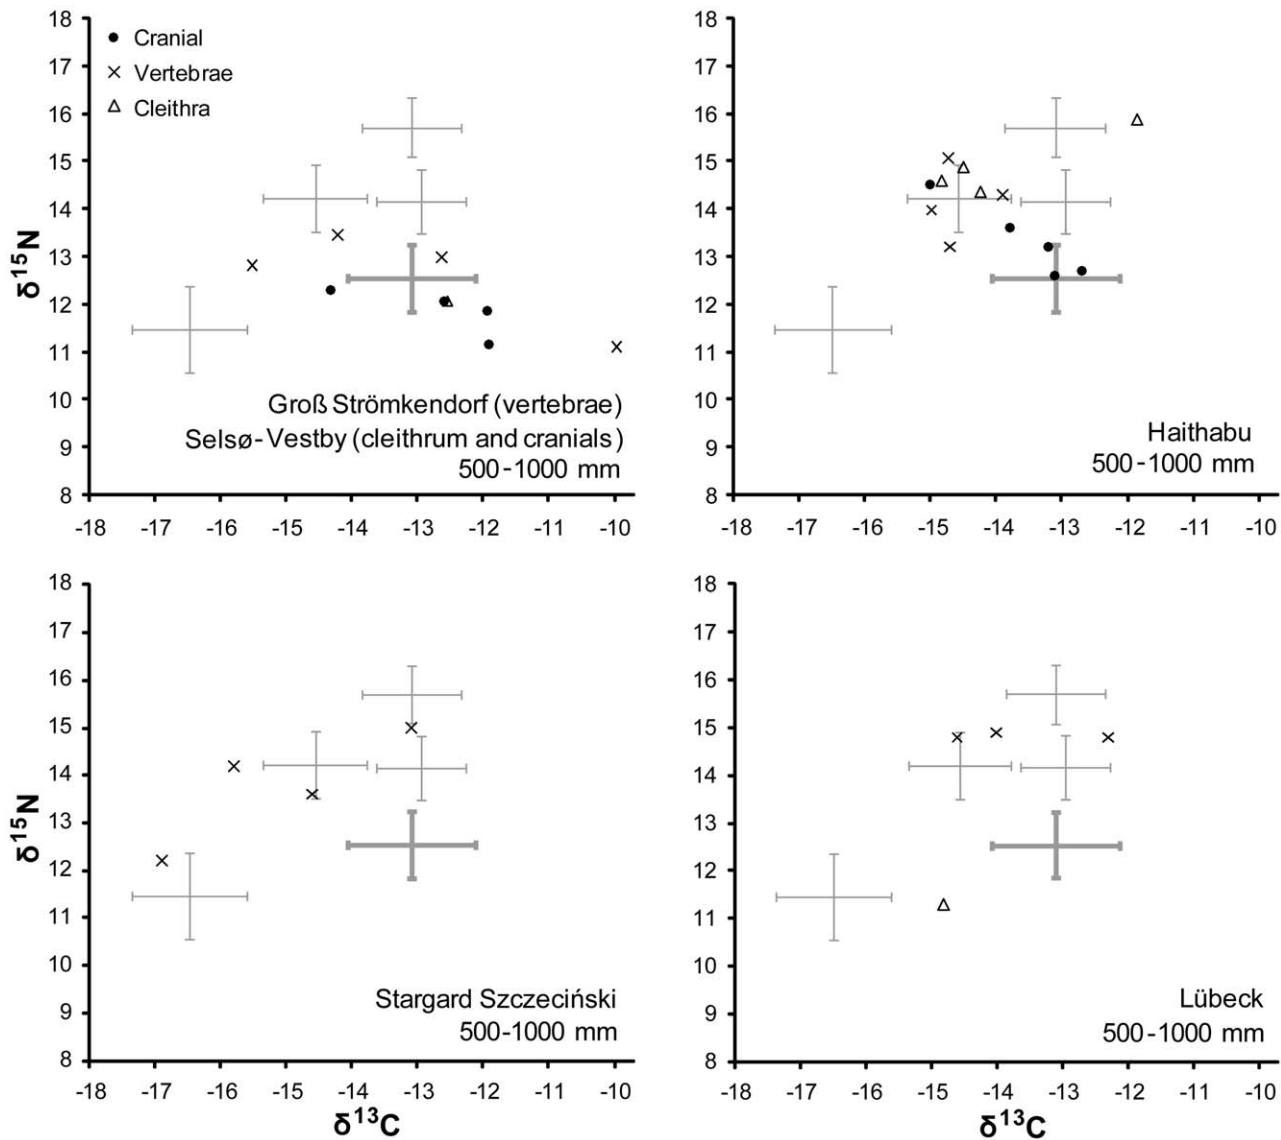 18
17
16
15
14
13
12
11
10
9
8
δ15N
Cranial
Vertebrae
Cleithra
Groß Strömkendorf (vertebrae)
Selsø-Vestby (cleithrum and cranials)
500-1000 mm
-18 -17 -16 -15 -14 -13 -12 -11 -10
18
17
16
15
14
13
12
11
10
9
8
Haithabu
500-1000 mm
-18 -17 -16 -15 -14 -13 -12 -11 -10
18
17
16
15
14
13
12
11
10
9
8
δ15N
Stargard Szczeciński
500-1000 mm
-18 -17 -16 -15 -14 -13 -12 -11 -10
δ13C
18
17
16
15
14
13
12
11
10
9
8
Lübeck
500-1000 mm
-18 -17 -16 -15 -14 -13 -12 -11 -10
δ13C